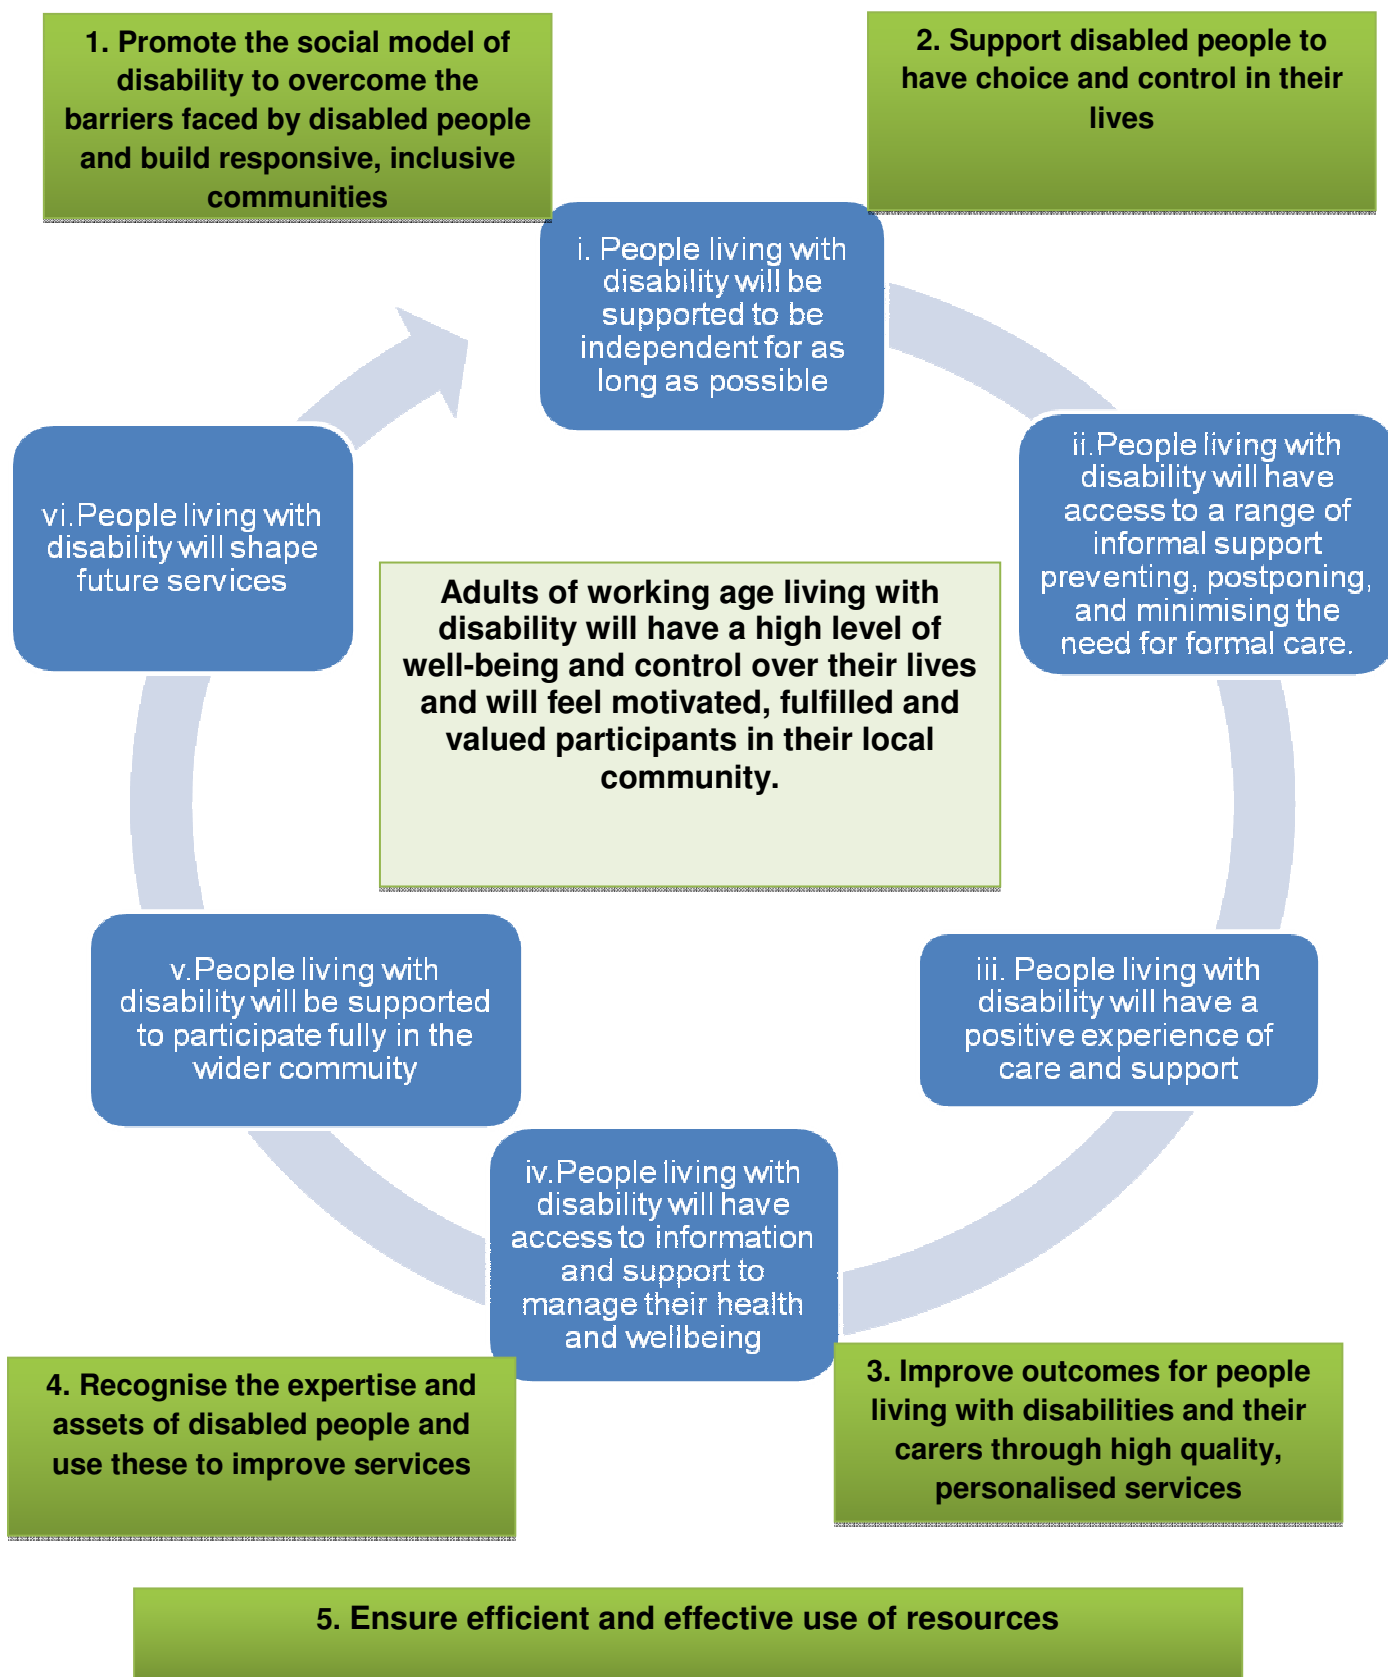 1. Promote the social model of
disability to overcome the
barriers faced by disabled people
and build responsive, inclusive
communities
2. Support disabled people to
have choice and control in their
lives
i. People living with
disability will be
supported to be
independent for as
long as possible
ii.People living with
disability will have
access to a range of
informal support
preventing, postponing,
and minimising the
need for formal care.
vi.People living with
disability will shape
future services
Adults of working age living with
disability will have a high level of
well-being and control over their lives
and will feel motivated, fulfilled and
valued participants in their local
community.
v.People living with
disability will be supported
to participate fully in the
wider commuity
iii. People living with
disability will have a
positive experience of
care and support
iv.People living with
disability will have
access to information
and support to
manage their health
and wellbeing
4. Recognise the expertise and
assets of disabled people and
use these to improve services
3. Improve outcomes for people
living with disabilities and their
carers through high quality,
personalised services
5. Ensure efficient and effective use of resources